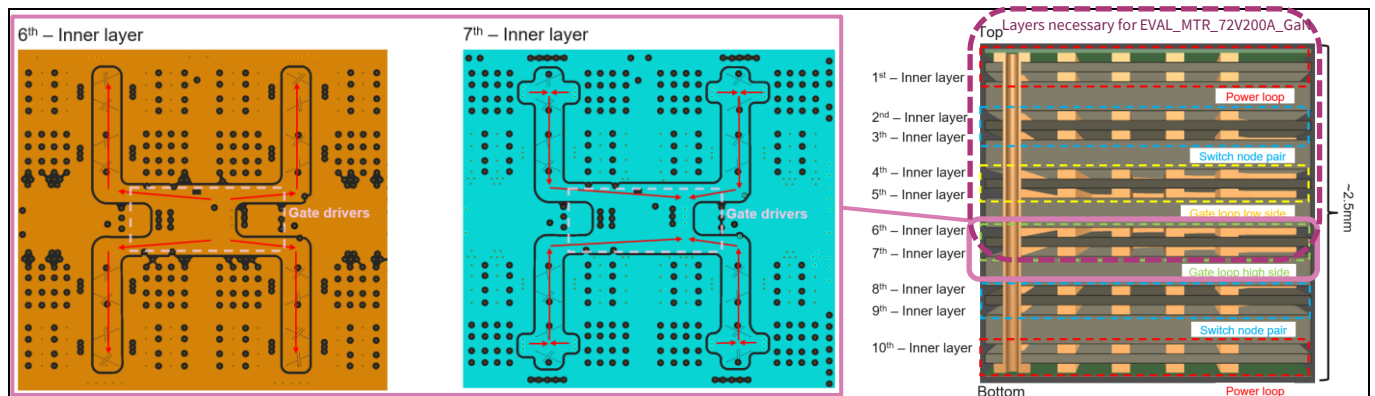 6th – Inner layer
7th – Inner layer
Gate drivers
Gate drivers
Layers necessary for EVAL_MTR_72V200A_GaN
Top
1st – Inner layer
Power loop
2nd – Inner layer
3rd – Inner layer
Switch node pair
4th – Inner layer
5th – Inner layer
Gate loop low side
6th – Inner layer
7th – Inner layer
Gate loop high side
8th – Inner layer
9th – Inner layer
Switch node pair
10th – Inner layer
Bottom
Power loop
~2.5mm